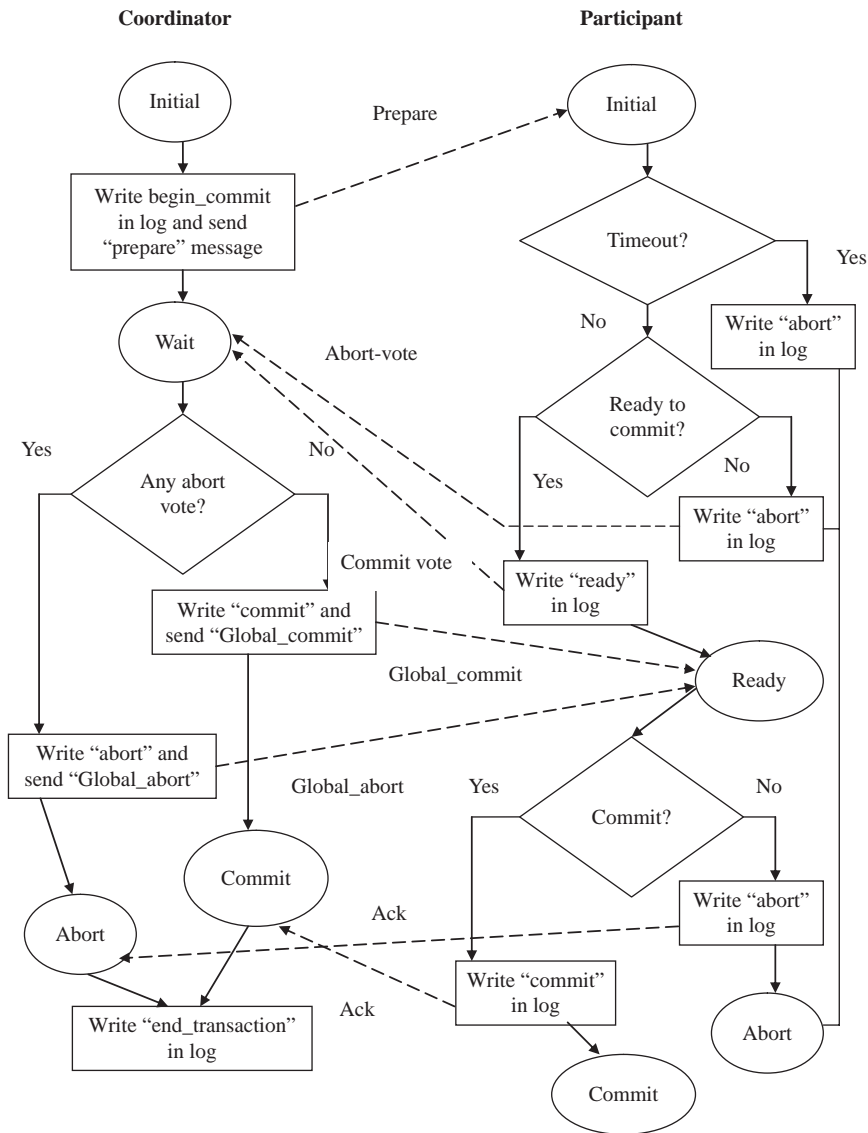 Coordinator
Participant
Initial
Initial
Prepare
Write begin_commit
in log and send
“prepare” message
Timeout?
Yes
Wait
No
Write “abort”
in log
Abort-vote
Ready to
commit?
Yes
No
Any abort
vote?
Yes
No
Write “abort”
in log
Commit vote
Write “ready”
in log
Write “commit” and
send “Global_commit”
Global_commit
Ready
Write “abort” and
send “Global_abort”
Global_abort
Yes
No
Commit?
Commit
Write “abort”
in log
Ack
Abort
Write “commit”
in log
Ack
Write “end_transaction”
in log
Abort
Commit